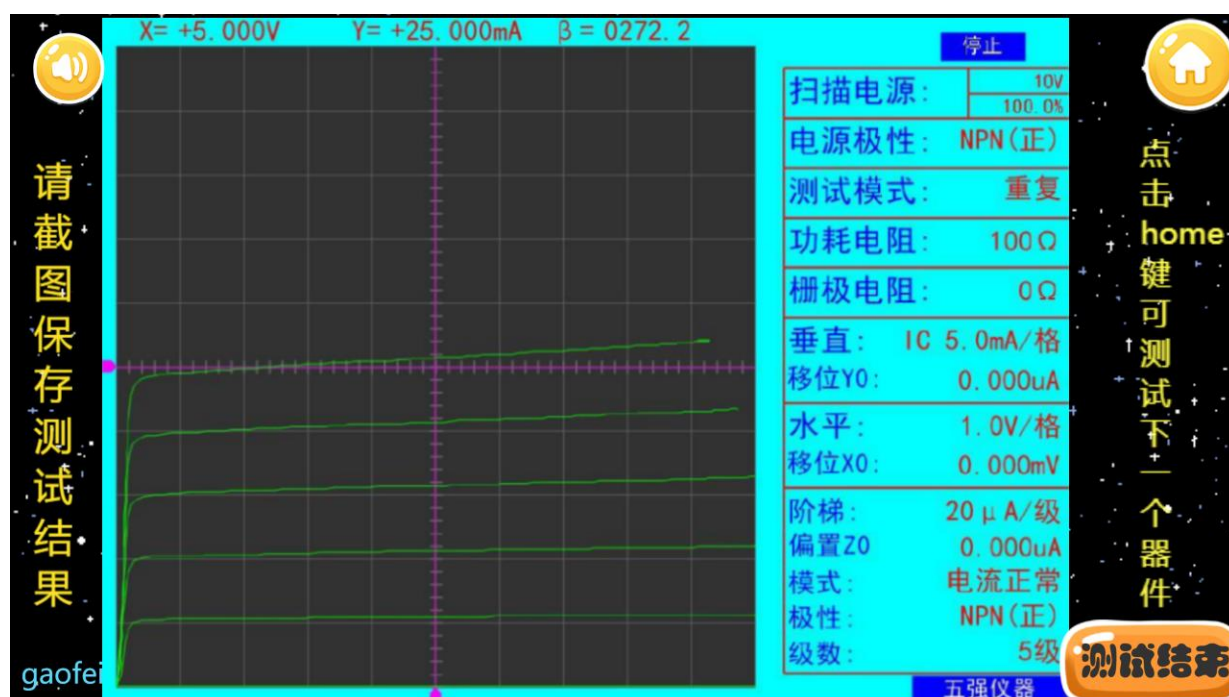 X= +5.000V Y= +25.000mA β = 0272.2
停止
扫描电源: 10V
100.0%
电源极性: NPN(正)
测试模式: 重复
功耗电阻: 100Ω
栅极电阻: 0Ω
垂直: IC 5.0mA/格
移位Y0: 0.000uA
水平: 1.0V/格
移位X0: 0.000mV
阶梯: 20μA/级
偏置Z0 0.000uA
模式: 电流正常
极性: NPN(正)
级数: 5级
五强仪器
请截图保存测试结果
gaofei
点击home键可测试下一个器件
测试结束